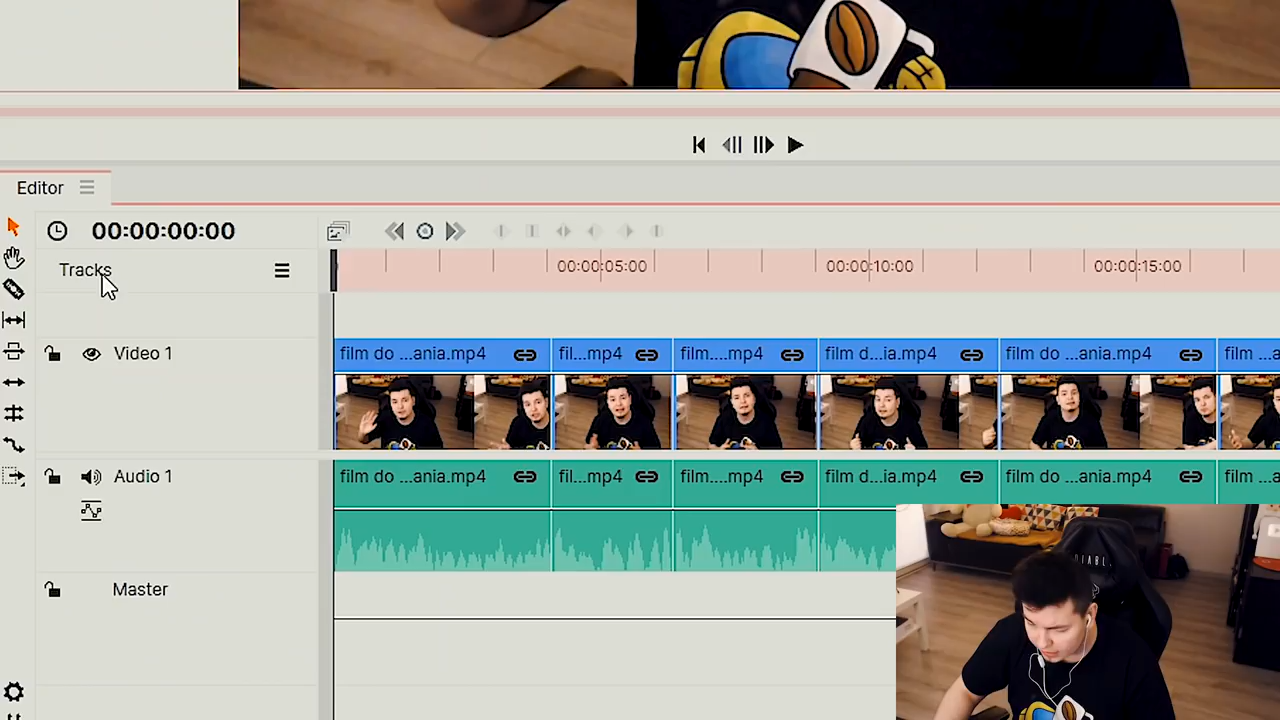 Editor
00:00:00:00
Tracks
00:00:05:00 00:00:10:00 00:00:15:00
Video 1
film do ...ania.mp4 fil...mp4 film....mp4 film d...ia.mp4 film do ...ania.mp4 film ...a
Audio 1
film do ...ania.mp4 fil...mp4 film....mp4 film d...ia.mp4 film do ...ania.mp4 film ...a
Master
DIABL